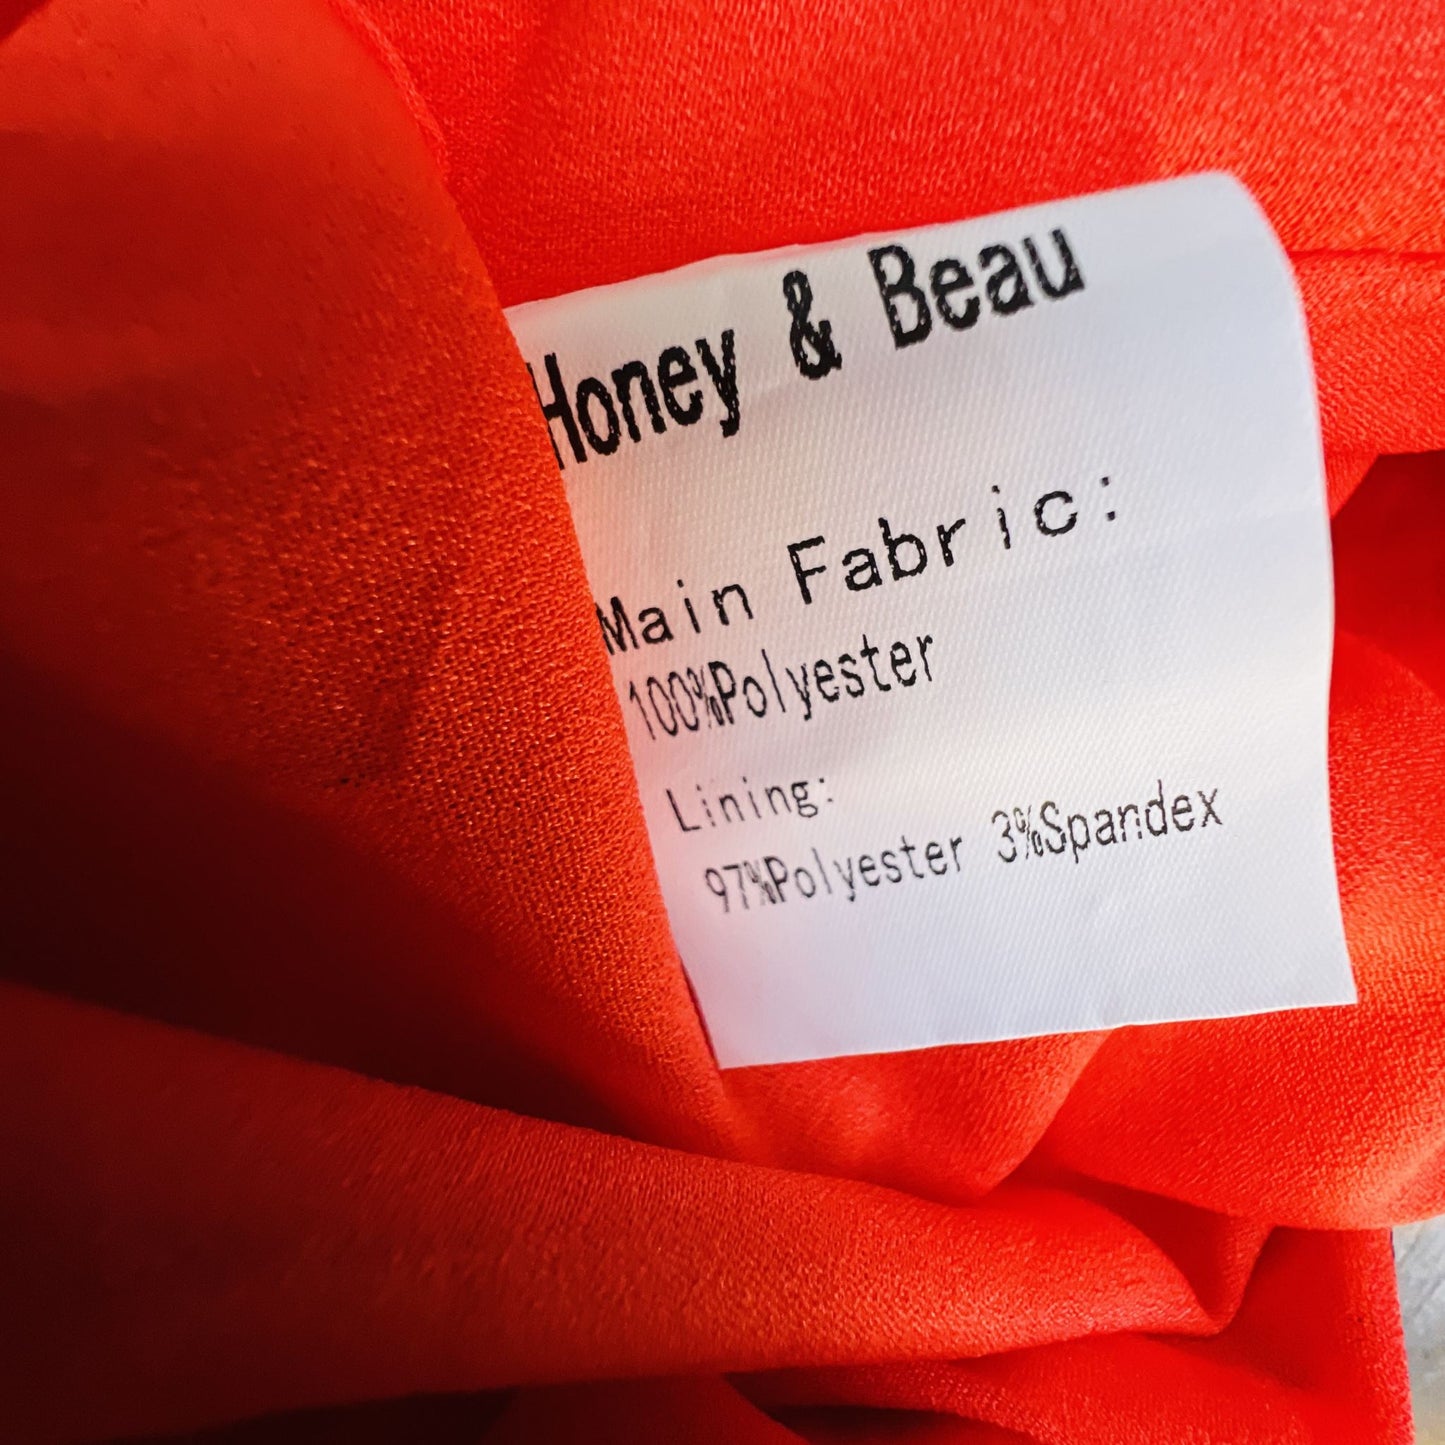 Honey & Beau
Main Fabric:
100%Polyester
Lining:
97%Polyester 3%Spandex